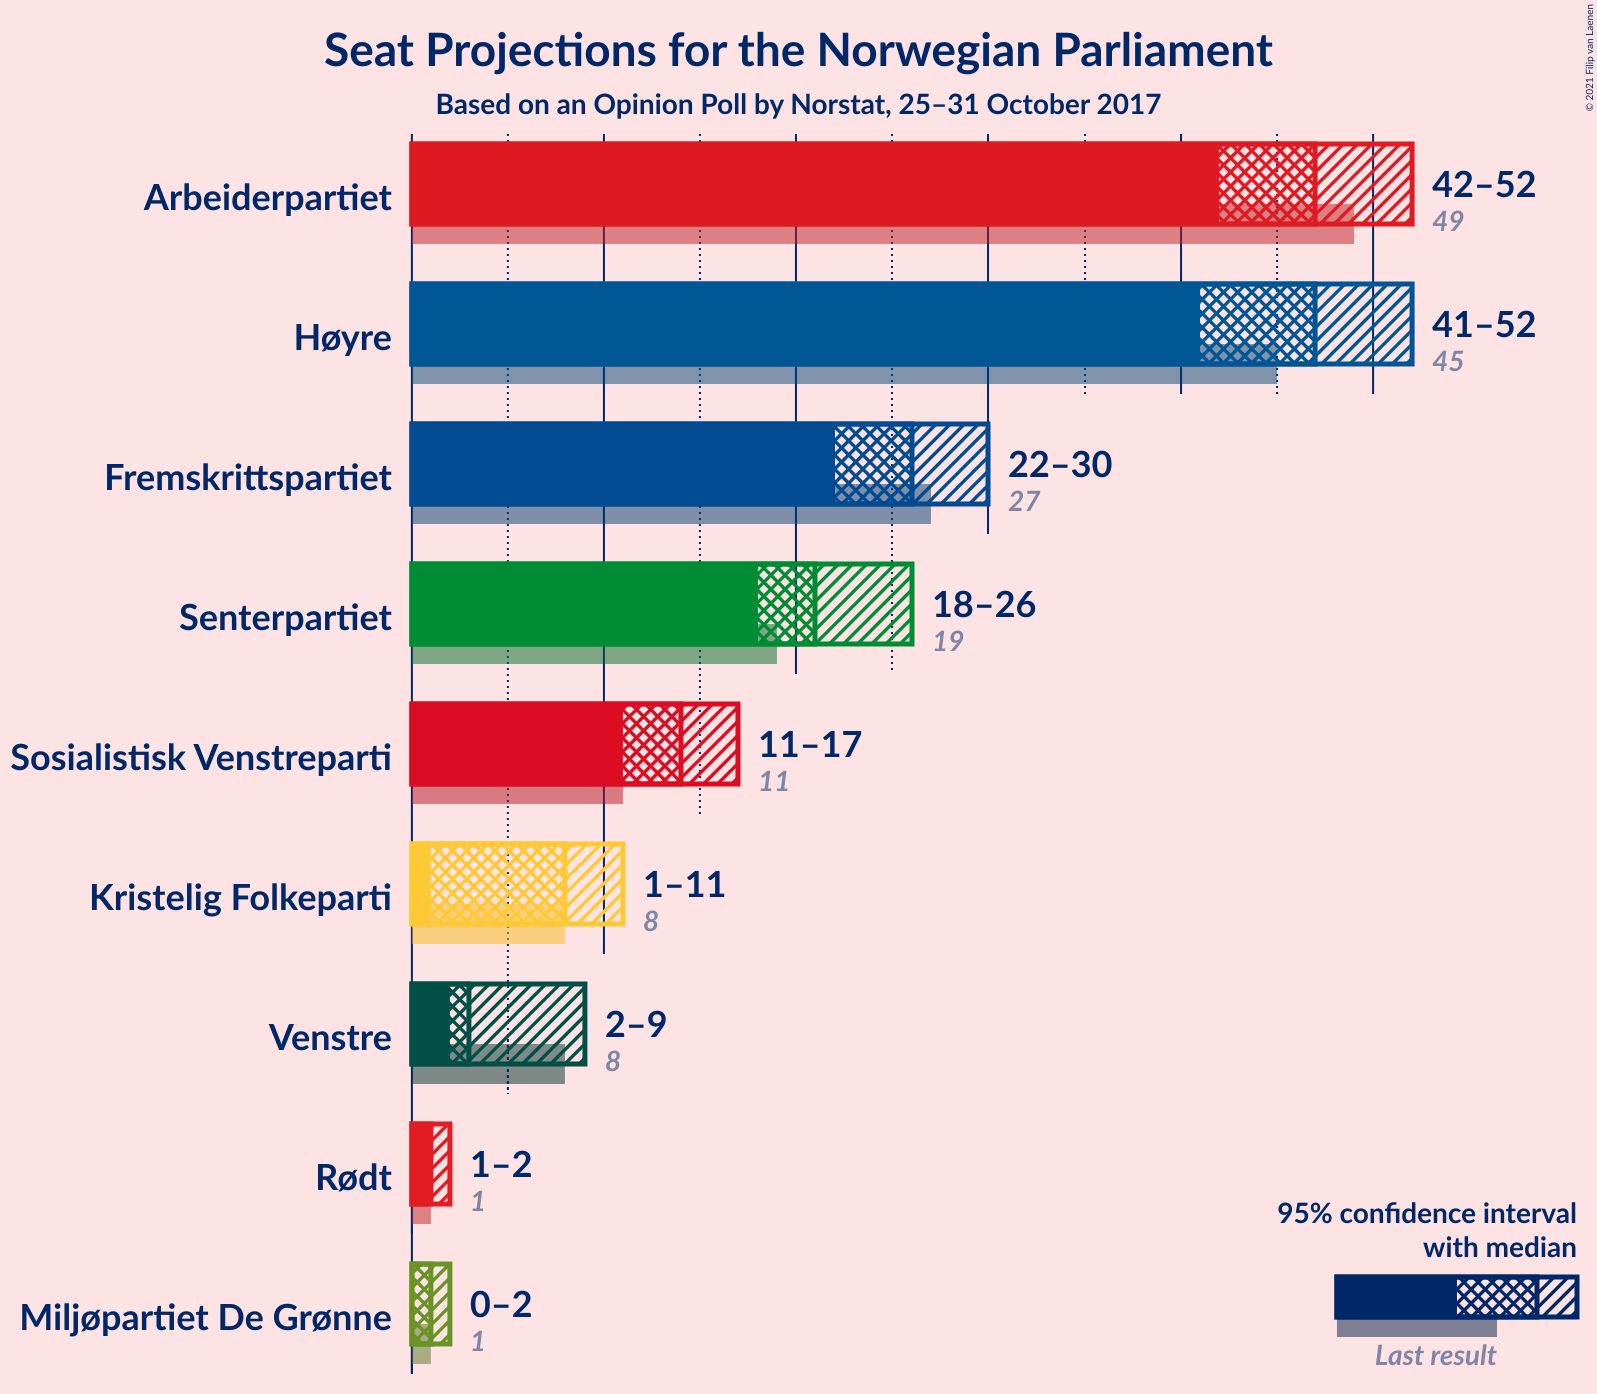 Seat Projections for the Norwegian Parliament
Based on an Opinion Poll by Norstat, 25–31 October 2017
© 2021 Filip van Laenen
Arbeiderpartiet
42–52
49
Høyre
41–52
45
Fremskrittspartiet
22–30
27
Senterpartiet
18–26
19
Sosialistisk Venstreparti
11–17
11
Kristelig Folkeparti
1–11
8
Venstre
2–9
8
Rødt
1–2
1
Miljøpartiet De Grønne
0–2
1
95% confidence interval
with median
Last result